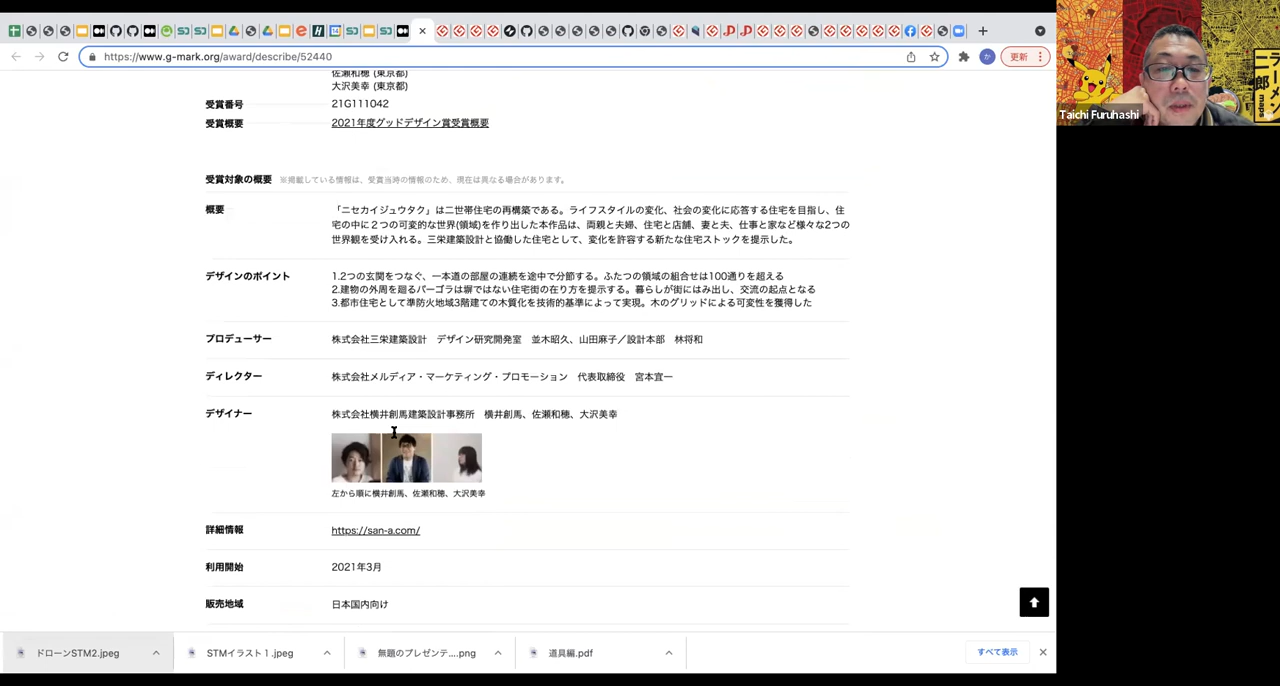 https://www.g-mark.org/award/describe/52440
更新
佐瀬和穂 (東京都)
大沢美幸 (東京都)
受賞番号 21G111042
受賞概要 2021年度グッドデザイン賞受賞概要
受賞対象の概要 ※掲載している情報は、受賞当時の情報のため、現在は異なる場合があります。
概要 「ニセカイジュウタク」は二世帯住宅の再構築である。ライフスタイルの変化、社会の変化に応答する住宅を目指し、住
宅の中に２つの可変的な世界(領域)を作り出した本作品は、両親と夫婦、住宅と店舗、妻と夫、仕事と家など様々な2つの
世界観を受け入れる。三栄建築設計と協働した住宅として、変化を許容する新たな住宅ストックを提示した。
デザインのポイント 1.2つの玄関をつなぐ、一本道の部屋の連続を途中で分節する。ふたつの領域の組合せは100通りを超える
2.建物の外周を廻るパーゴラは塀ではない住宅街の在り方を提示する。暮らしが街にはみ出し、交流の起点となる
3.都市住宅として準防火地域3階建ての木質化を技術的基準によって実現。木のグリッドによる可変性を獲得した
プロデューサー 株式会社三栄建築設計 デザイン研究開発室 並木昭久、山田麻子／設計本部 林将和
ディレクター 株式会社メルディア・マーケティング・プロモーション 代表取締役 宮本宜一
デザイナー 株式会社横井創馬建築設計事務所 横井創馬、佐瀬和穂、大沢美幸
左から順に横井創馬、佐瀬和穂、大沢美幸
詳細情報 https://san-a.com/
利用開始 2021年3月
販売地域 日本国内向け
ドローンSTM2.jpeg
STMイラスト１.jpeg
無題のプレゼンテ....png
道具編.pdf
すべて表示
Taichi Furuhashi
ラーメン
二郎
maps